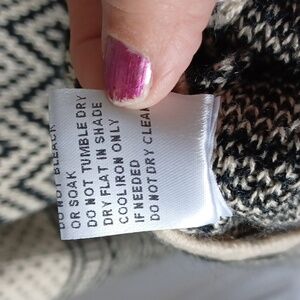 DO NOT BLEACH
OR SOAK
DO NOT TUMBLE DRY
DRY FLAT IN SHADE
COOL IRON ONLY
IF NEEDED
DO NOT DRY CLEAN